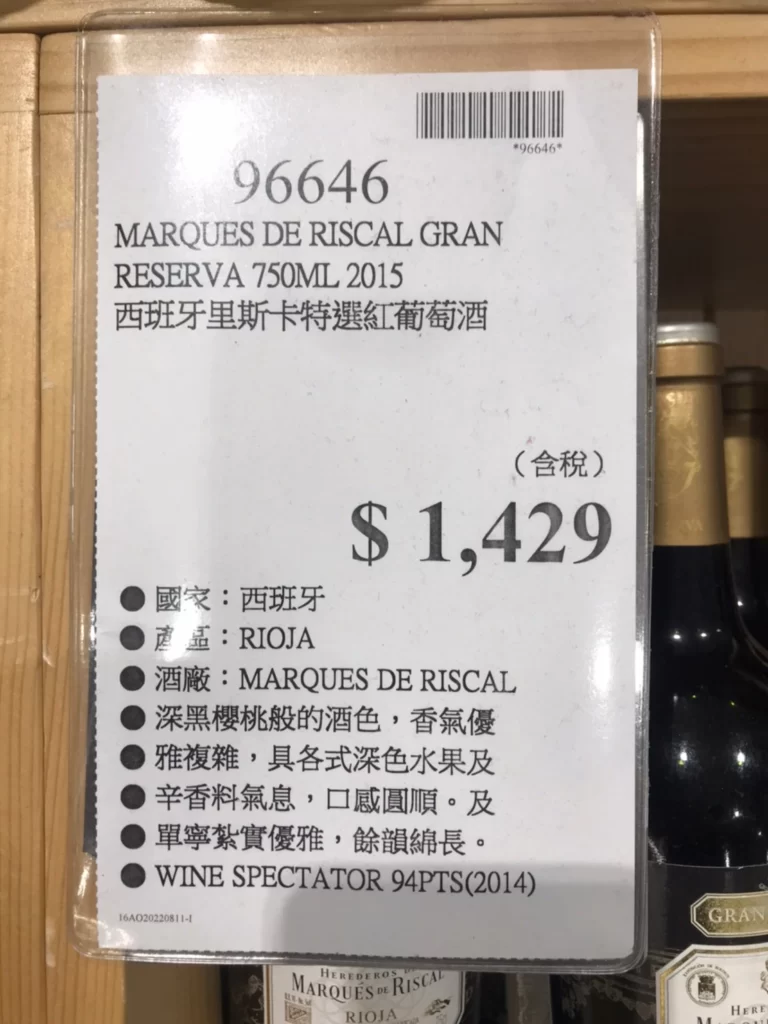 *96646*
96646
MARQUES DE RISCAL GRAN
RESERVA 750ML 2015
西班牙里斯卡特選紅葡萄酒
（含稅）
$ 1,429
● 國家：西班牙
● 產區：RIOJA
● 酒廠：MARQUES DE RISCAL
● 深黑櫻桃般的酒色，香氣優
● 雅複雜，具各式深色水果及
● 辛香料氣息，口感圓順。及
● 單寧紮實優雅，餘韻綿長。
● WINE SPECTATOR 94PTS(2014)
16AO20220811-1
GRAN
HEREDEROS DE
MARQUÉS DE RISCAL
RIOJA